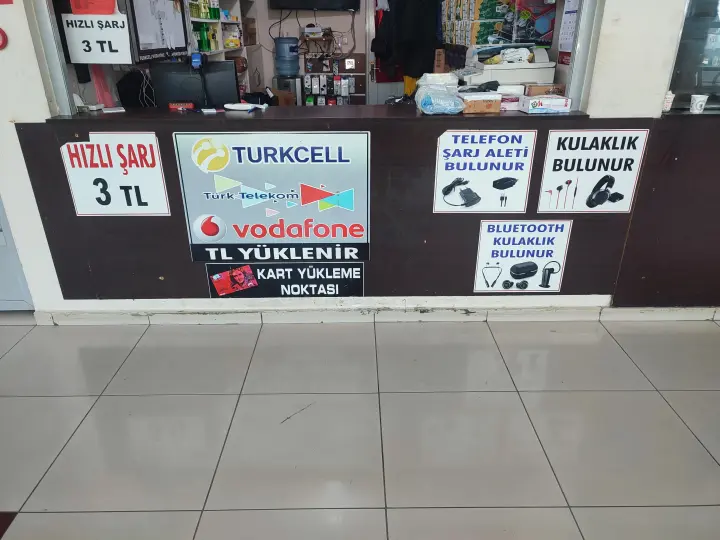 HIZLI ŞARJ
3 TL
HIZLI ŞARJ
3 TL
TURKCELL
Türk Telekom
vodafone
TL YÜKLENİR
KART YÜKLEME
NOKTASI
TELEFON
ŞARJ ALETİ
BULUNUR
KULAKLIK
BULUNUR
BLUETOOTH
KULAKLIK
BULUNUR